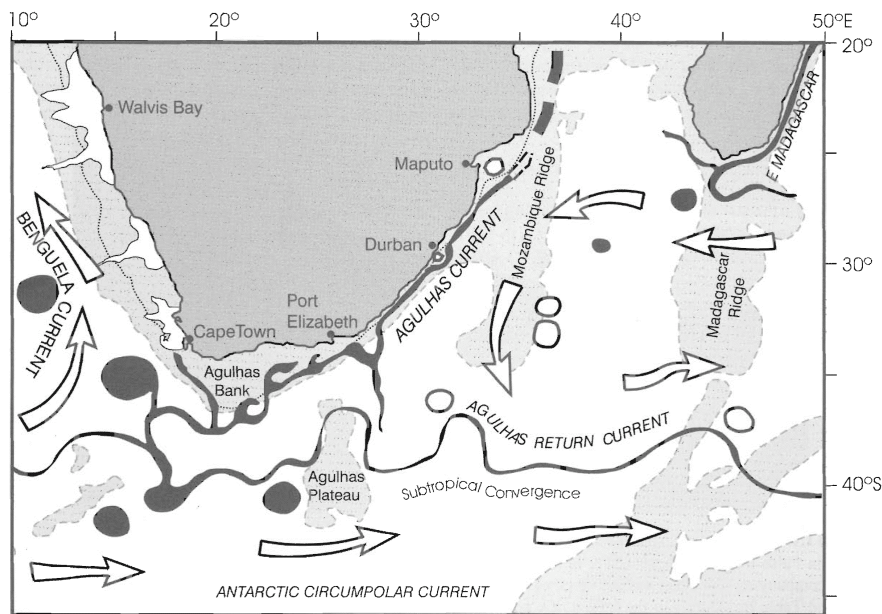 10° 20° 30° 40° 50°E
20°
E MADAGASCAR
Walvis Bay
Maputo
Mozambique Ridge
BENGUELA CURRENT
Durban
AGULHAS CURRENT
30°
Madagascar
Ridge
Port
Elizabeth
CapeTown
Agulhas
Bank
AGULHAS RETURN CURRENT
Agulhas
Plateau
Subtropical Convergence
40°S
ANTARCTIC CIRCUMPOLAR CURRENT